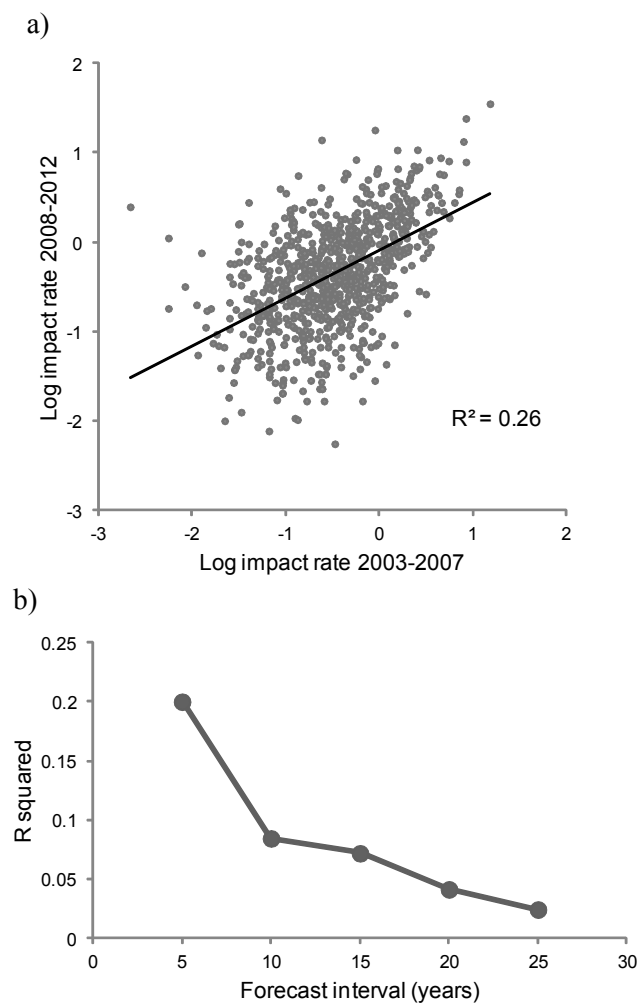 a)
2
1
0
-1
-2
-3
Log impact rate 2008-2012
R² = 0.26
-3 -2 -1 0 1 2
Log impact rate 2003-2007
b)
0.25
0.2
0.15
0.1
0.05
0
R squared
0 5 10 15 20 25 30
Forecast interval (years)